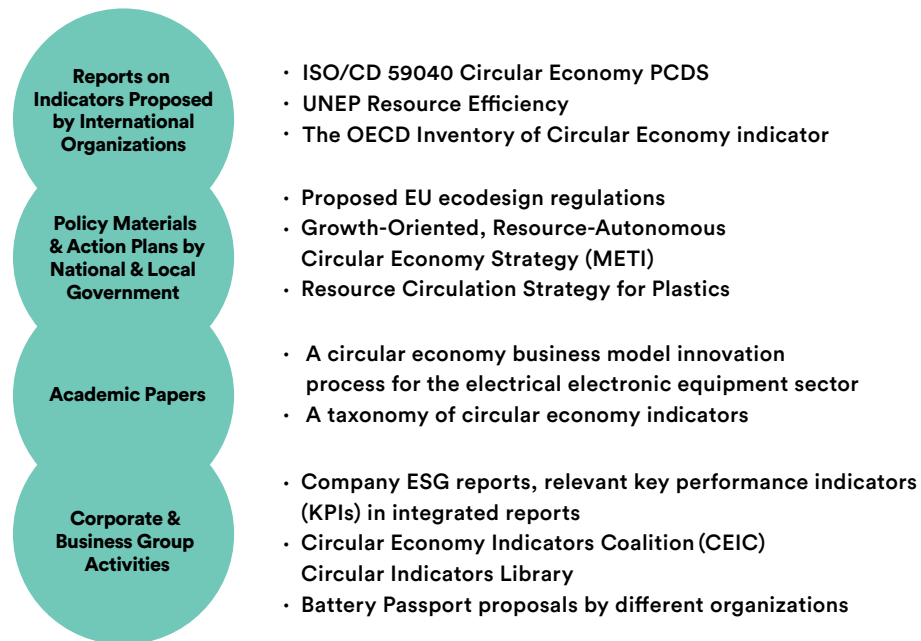 Reports on
Indicators Proposed
by International
Organizations
· ISO/CD 59040 Circular Economy PCDS
· UNEP Resource Efficiency
· The OECD Inventory of Circular Economy indicator
Policy Materials
& Action Plans by
National & Local
Government
· Proposed EU ecodesign regulations
· Growth-Oriented, Resource-Autonomous
Circular Economy Strategy (METI)
· Resource Circulation Strategy for Plastics
Academic Papers
· A circular economy business model innovation
process for the electrical electronic equipment sector
· A taxonomy of circular economy indicators
Corporate &
Business Group
Activities
· Company ESG reports, relevant key performance indicators
(KPIs) in integrated reports
· Circular Economy Indicators Coalition (CEIC)
Circular Indicators Library
· Battery Passport proposals by different organizations